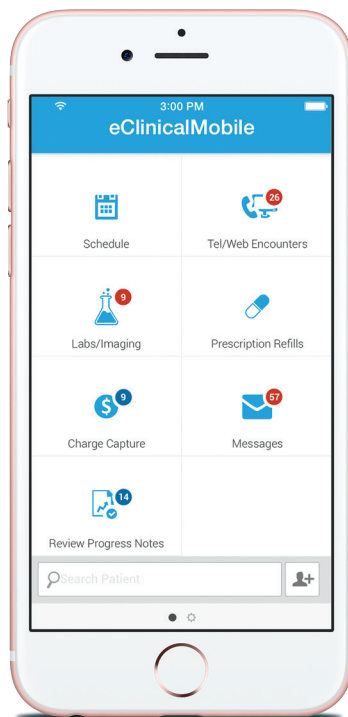 3:00 PM
eClinicalMobile
26
Schedule
Tel/Web Encounters
9
Labs/Imaging
Prescription Refills
$
9
57
Charge Capture
Messages
14
Review Progress Notes
Search Patient